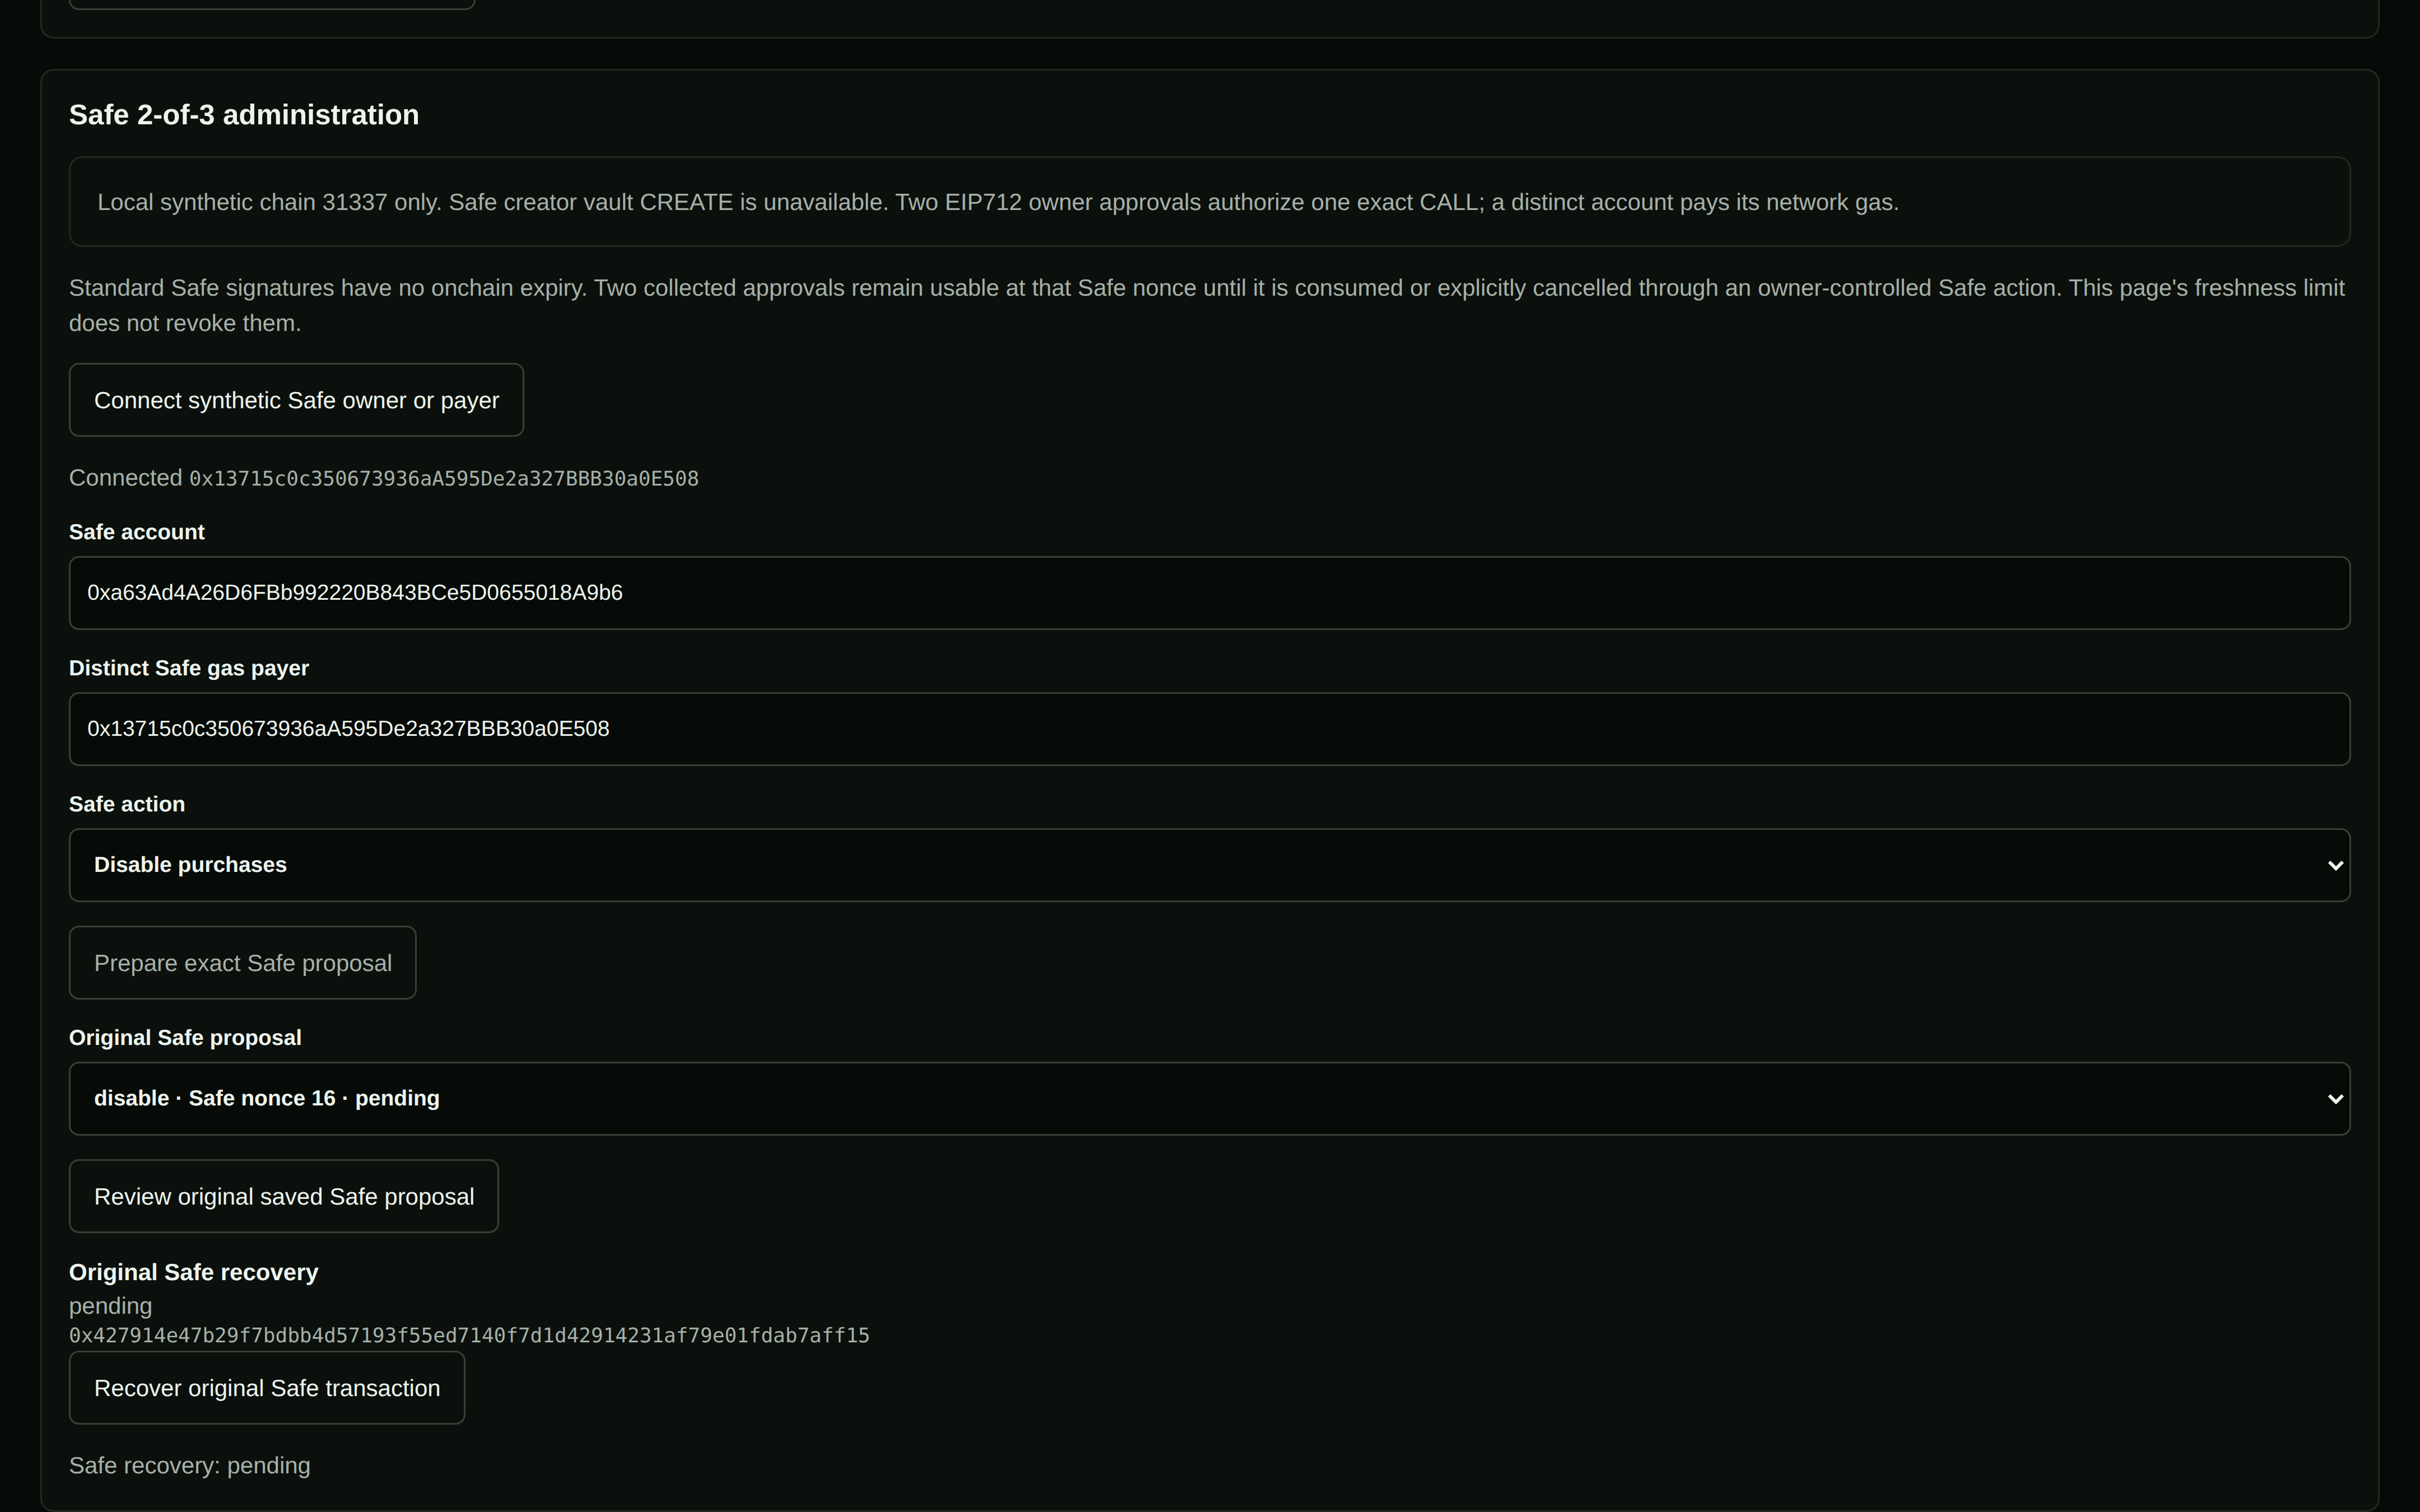 Safe 2-of-3 administration
Local synthetic chain 31337 only. Safe creator vault CREATE is unavailable. Two EIP712 owner approvals authorize one exact CALL; a distinct account pays its network gas.
Standard Safe signatures have no onchain expiry. Two collected approvals remain usable at that Safe nonce until it is consumed or explicitly cancelled through an owner-controlled Safe action. This page's freshness limit
does not revoke them.
Connect synthetic Safe owner or payer
Connected 0x13715c0c350673936aA595De2a327BBB30a0E508
Safe account
0xa63Ad4A26D6FBb992220B843BCe5D0655018A9b6
Distinct Safe gas payer
0x13715c0c350673936aA595De2a327BBB30a0E508
Safe action
Disable purchases
Prepare exact Safe proposal
Original Safe proposal
disable · Safe nonce 16 · pending
Review original saved Safe proposal
Original Safe recovery
pending
0x427914e47b29f7bdbb4d57193f55ed7140f7d1d42914231af79e01fdab7aff15
Recover original Safe transaction
Safe recovery: pending